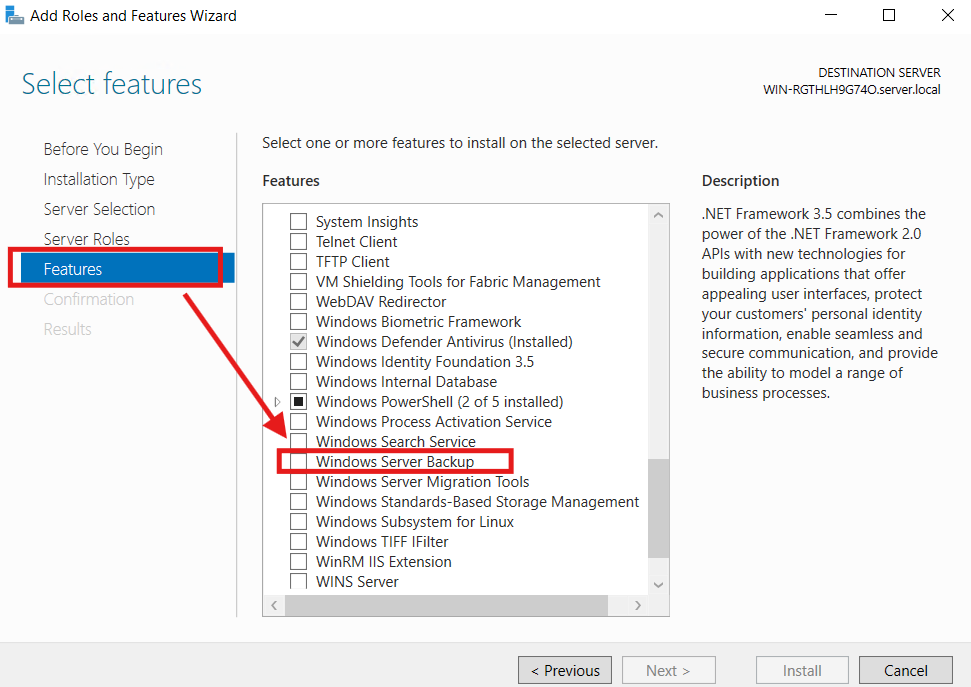 Add Roles and Features Wizard
Select features
DESTINATION SERVER
WIN-RGTHLH9G74O.server.local
Before You Begin
Installation Type
Server Selection
Server Roles
Features
Confirmation
Results
Select one or more features to install on the selected server.
Features
System Insights
Telnet Client
TFTP Client
VM Shielding Tools for Fabric Management
WebDAV Redirector
Windows Biometric Framework
Windows Defender Antivirus (Installed)
Windows Identity Foundation 3.5
Windows Internal Database
Windows PowerShell (2 of 5 installed)
Windows Process Activation Service
Windows Search Service
Windows Server Backup
Windows Server Migration Tools
Windows Standards-Based Storage Management
Windows Subsystem for Linux
Windows TIFF IFilter
WinRM IIS Extension
WINS Server
Description
.NET Framework 3.5 combines the
power of the .NET Framework 2.0
APIs with new technologies for
building applications that offer
appealing user interfaces, protect
your customers' personal identity
information, enable seamless and
secure communication, and provide
the ability to model a range of
business processes.
< Previous
Next >
Install
Cancel